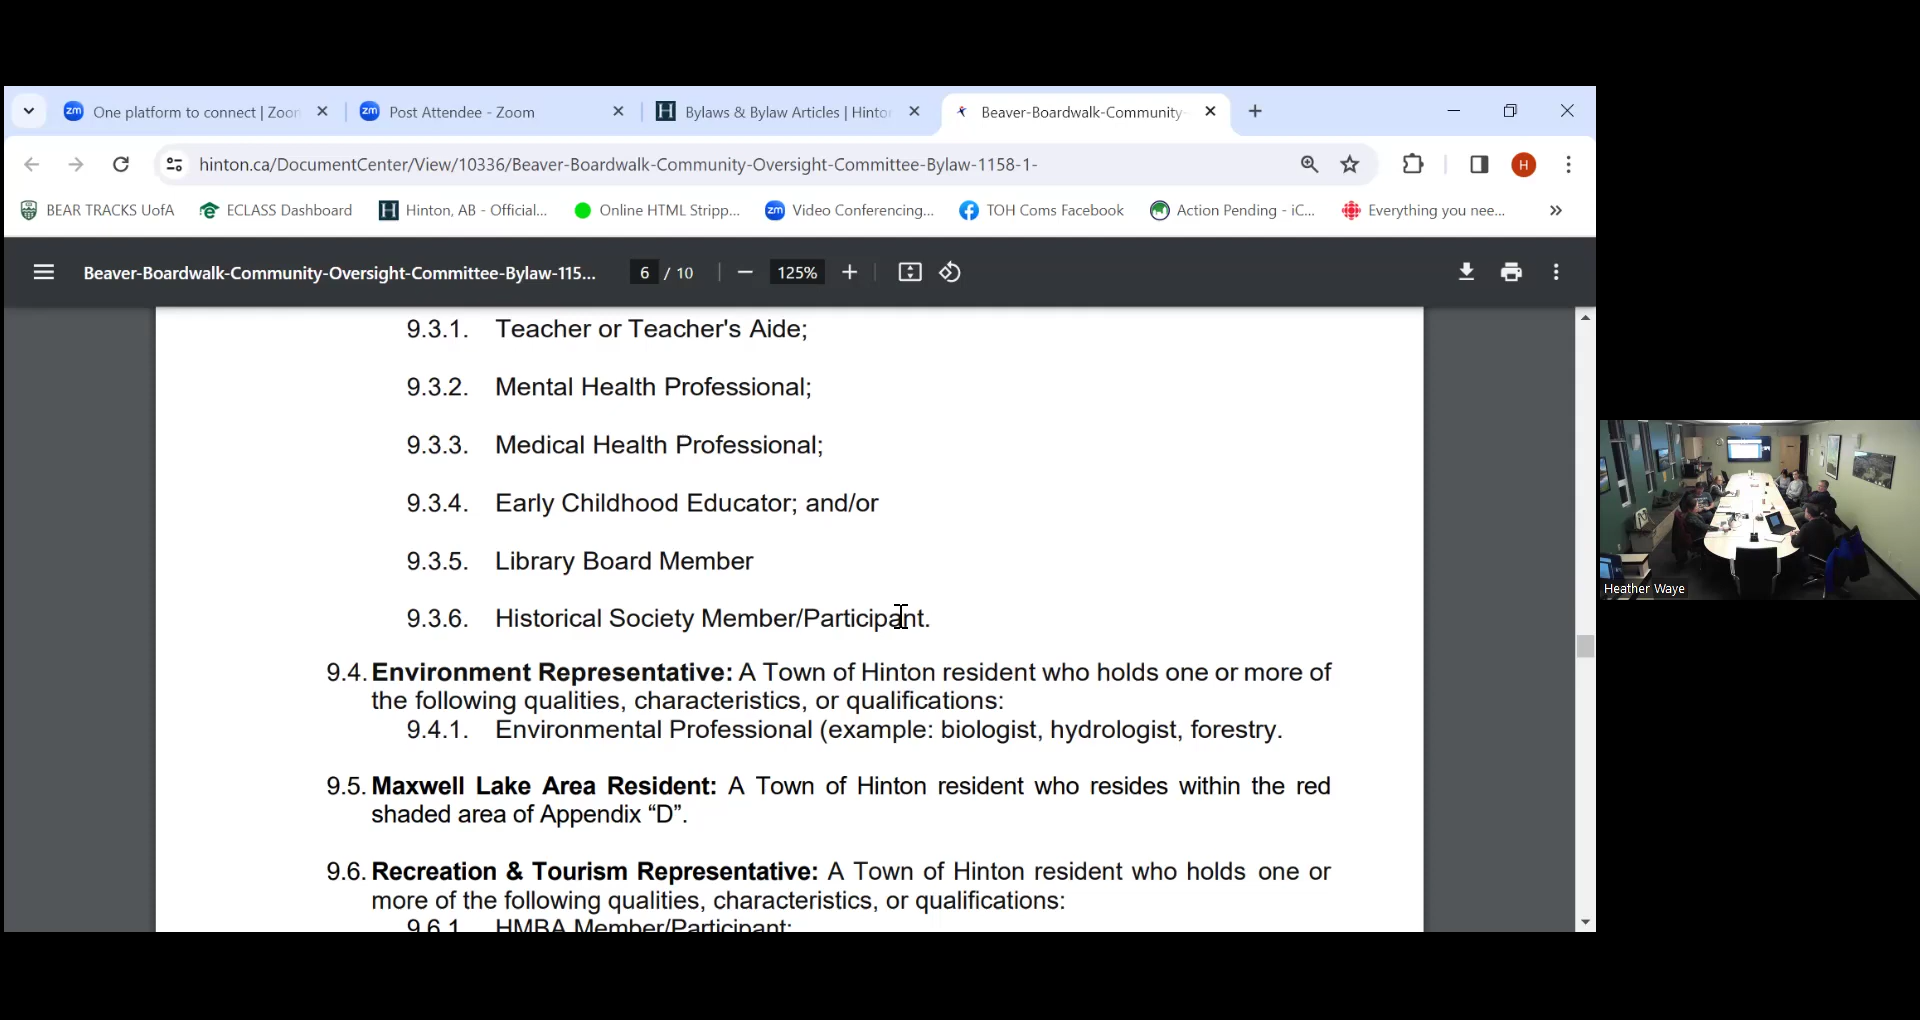 One platform to connect | Zoon
Post Attendee - Zoom
Bylaws & Bylaw Articles | Hintor
Beaver-Boardwalk-Community-
hinton.ca/DocumentCenter/View/10336/Beaver-Boardwalk-Community-Oversight-Committee-Bylaw-1158-1-
H
BEAR TRACKS UofA
ECLASS Dashboard
Hinton, AB - Official...
Online HTML Stripp...
Video Conferencing...
TOH Coms Facebook
Action Pending - iC...
Everything you nee...
Beaver-Boardwalk-Community-Oversight-Committee-Bylaw-115...
6 / 10
125%
9.3.1. Teacher or Teacher's Aide;
9.3.2. Mental Health Professional;
9.3.3. Medical Health Professional;
9.3.4. Early Childhood Educator; and/or
9.3.5. Library Board Member
9.3.6. Historical Society Member/Participant.
9.4. Environment Representative: A Town of Hinton resident who holds one or more of
the following qualities, characteristics, or qualifications:
9.4.1. Environmental Professional (example: biologist, hydrologist, forestry.
9.5. Maxwell Lake Area Resident: A Town of Hinton resident who resides within the red
shaded area of Appendix “D”.
9.6. Recreation & Tourism Representative: A Town of Hinton resident who holds one or
more of the following qualities, characteristics, or qualifications:
9.6.1 HMBA Member/Participant;
Heather Waye